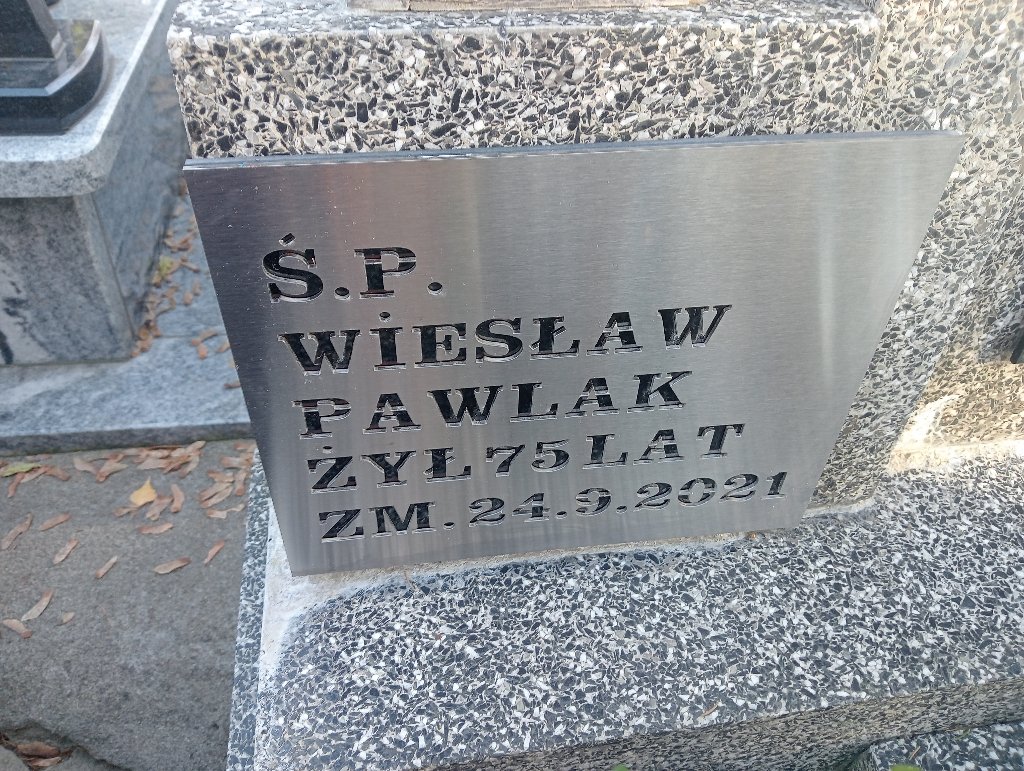 Ś.P.
WIESŁAW
PAWLAK
ŻYŁ 75 LAT
ZM. 24.9.2021